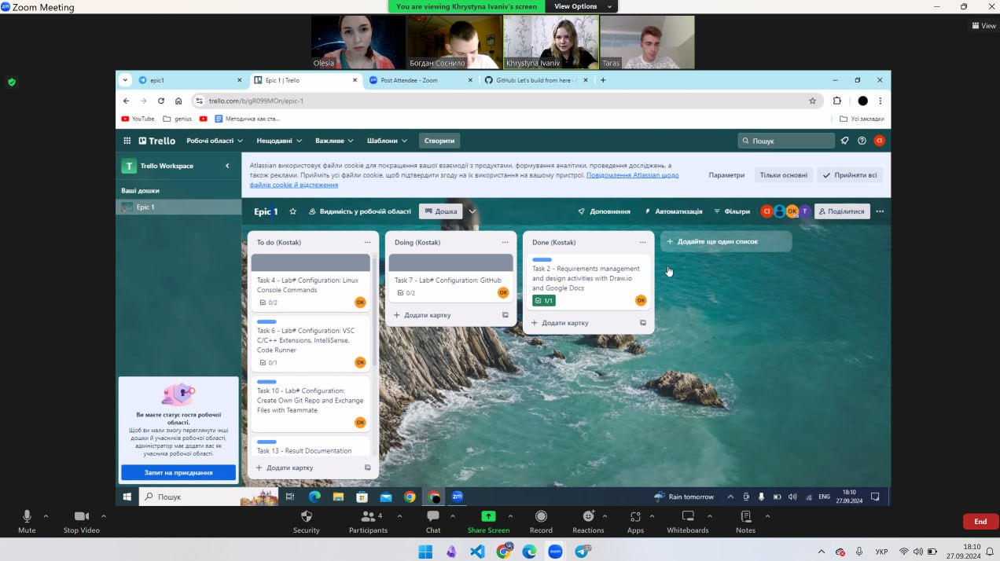 Zoom Meeting
You are viewing Khrystyna Ivaniv's screen
View Options
View
Olesia
Богдан Соснило
Khrystyna Ivaniv
Taras
epic1
Epic 1 | Trello
Post Attendee - Zoom
GitHub: Let's build from here ·
trello.com/b/gR099MOn/epic-1
YouTube
genius
Методичка как ста...
Усі закладки
Trello
Робочі області
Нещодавні
Важливе
Шаблони
Створити
Пошук
CI
T
Trello Workspace
Ваші дошки
Epic 1
Atlassian використовує файли cookie для покращення вашої взаємодії з продуктами, формування аналітики, проведення досліджень, а
також реклами. Прийміть усі файли cookie, щоб підтвердити згоду на їх використання на вашому пристрої. Повідомлення Atlassian щодо
файлів cookie й відстеження
Параметри
Тільки основні
Прийняти всі
Epic 1
Видимість у робочій області
Дошка
Доповнення
Автоматизація
Фільтри
CI
OK
T
Поділитися
To do (Kostak)
Task 4 - Lab# Configuration: Linux
Console Commands
0/2
OK
Task 6 - Lab# Configuration: VSC
C/C++ Extensions, IntelliSense,
Code Runner
0/1
OK
Task 10 - Lab# Configuration:
Create Own Git Repo and Exchange
Files with Teammate
OK
Task 13 - Result Documentation
Додати картку
Doing (Kostak)
Task 7 - Lab# Configuration: GitHub
0/2
OK
Додати картку
Done (Kostak)
Task 2 - Requirements management
and design activities with Draw.io
and Google Docs
1/1
OK
Додати картку
Додайте ще один список
Ви маєте статус гостя робочої
області.
Щоб ви мали змогу переглянути інші
дошки й учасників робочої області,
адміністратор має додати вас як
учасника робочої області.
Запит на приєднання
Пошук
zm
Rain tomorrow
ENG
18:10
27.09.2024
Mute
Stop Video
Security
4
Participants
Chat
Share Screen
Record
Reactions
Apps
Whiteboards
Notes
End
zoom
УКР
18:10
27.09.2024